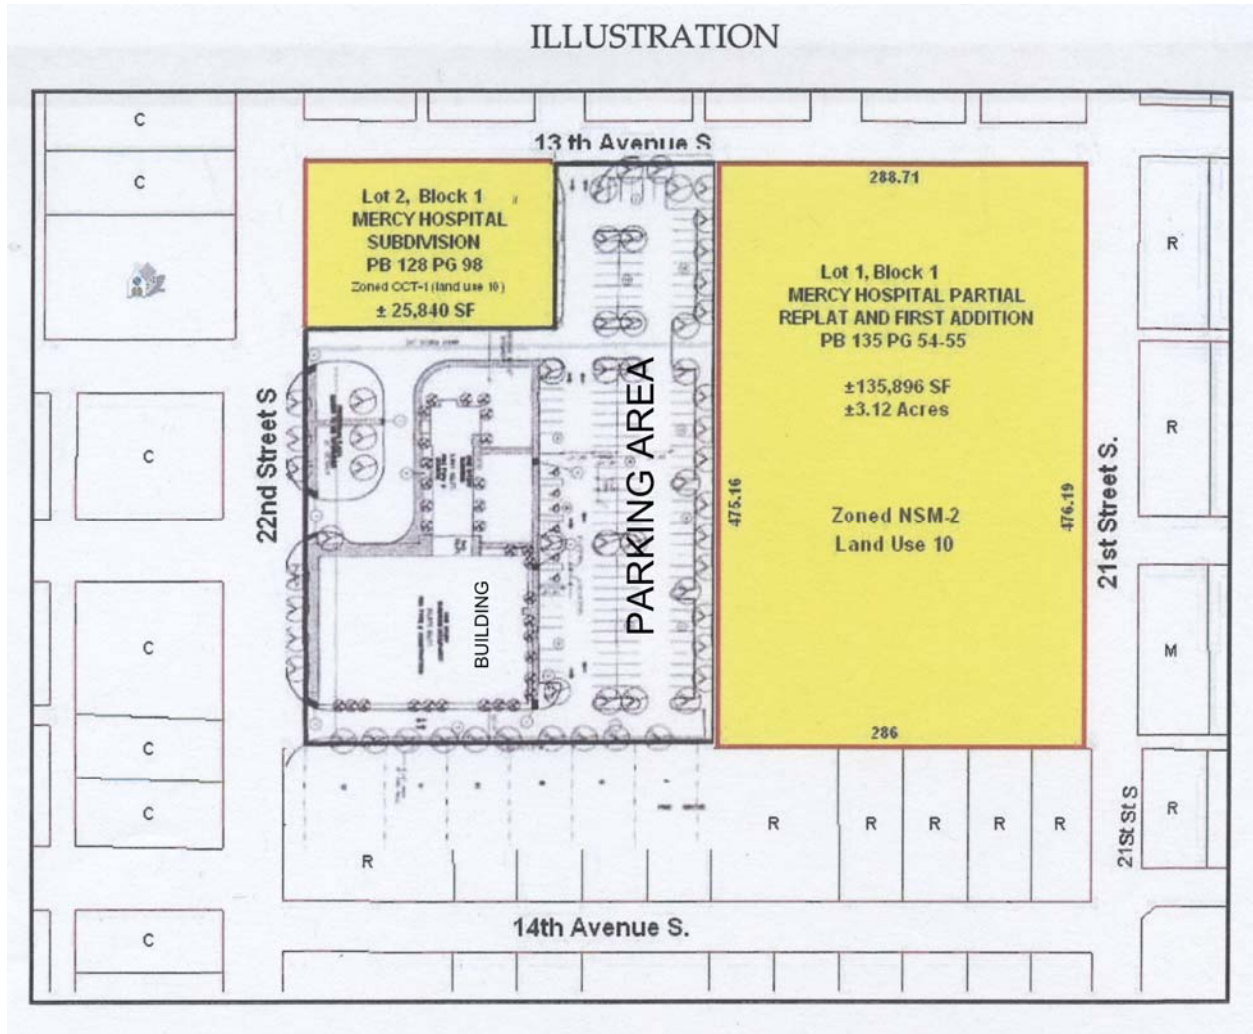 ILLUSTRATION
C
13 th Avenue S
C
Lot 2, Block 1
MERCY HOSPITAL
SUBDIVISION
PB 128 PG 98
Zoned CCT-1 (land use 10)
± 25,840 SF
288.71
R
Lot 1, Block 1
MERCY HOSPITAL PARTIAL
REPLAT AND FIRST ADDITION
PB 135 PG 54-55
±135,896 SF
±3.12 Acres
22nd Street S
PARKING AREA
R
C
475.16
476.19
Zoned NSM-2
Land Use 10
21st Street S.
BUILDING
C
M
286
C
C
R
R
R
R
R
R
21St St S
R
14th Avenue S.
C